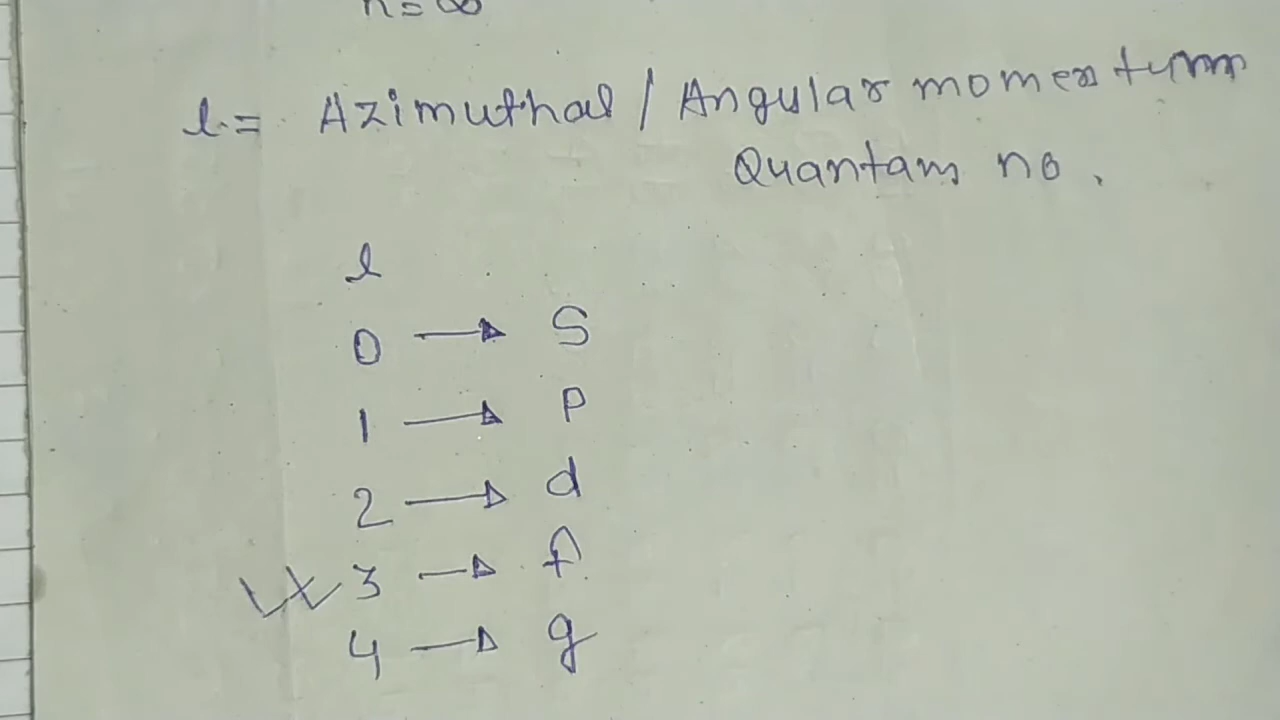 n = ∞
l = Azimuthal / Angular momentum
Quantam no.
l
0 → S
1 → P
2 → d
3 → f
4 → g